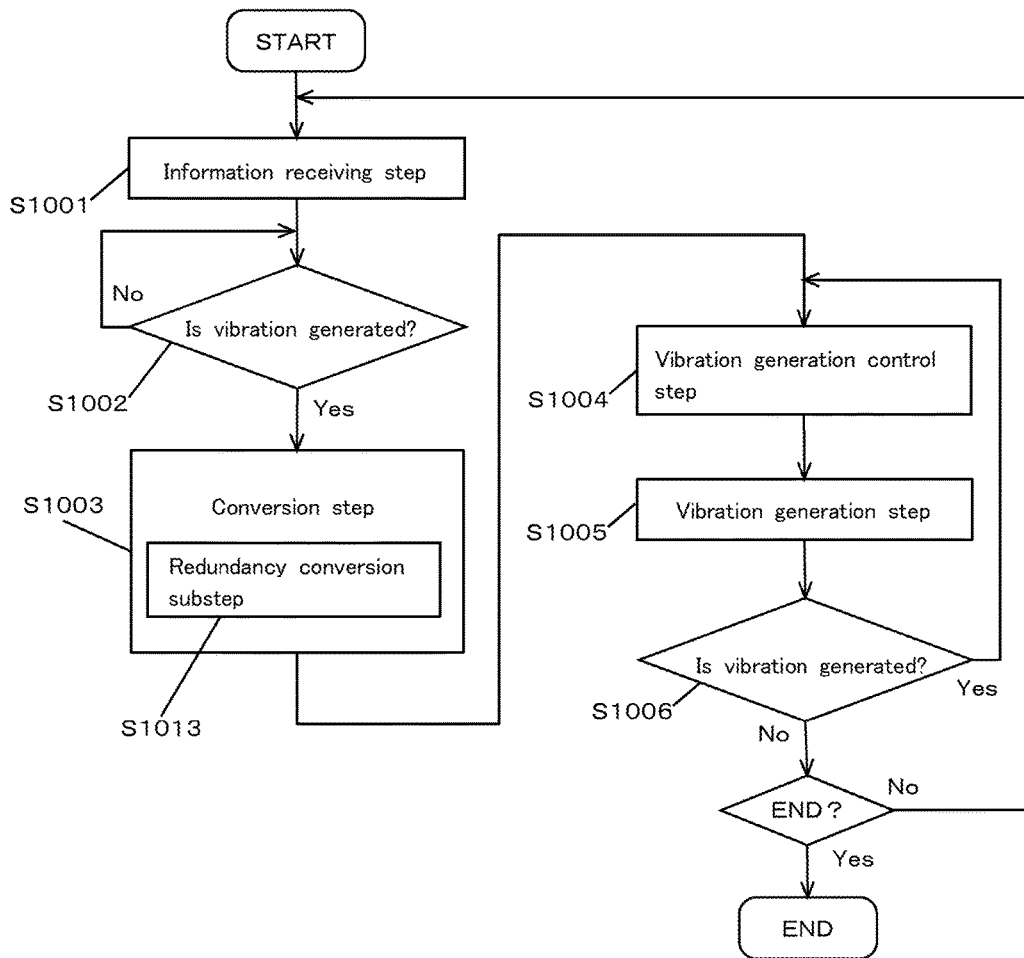 START
Information receiving step
S1001
No
Is vibration generated?
S1002
Yes
S1003
Conversion step
Redundancy conversion
substep
S1013
Vibration generation control
step
S1004
Vibration generation step
S1005
Is vibration generated?
S1006
Yes
No
END?
No
Yes
END